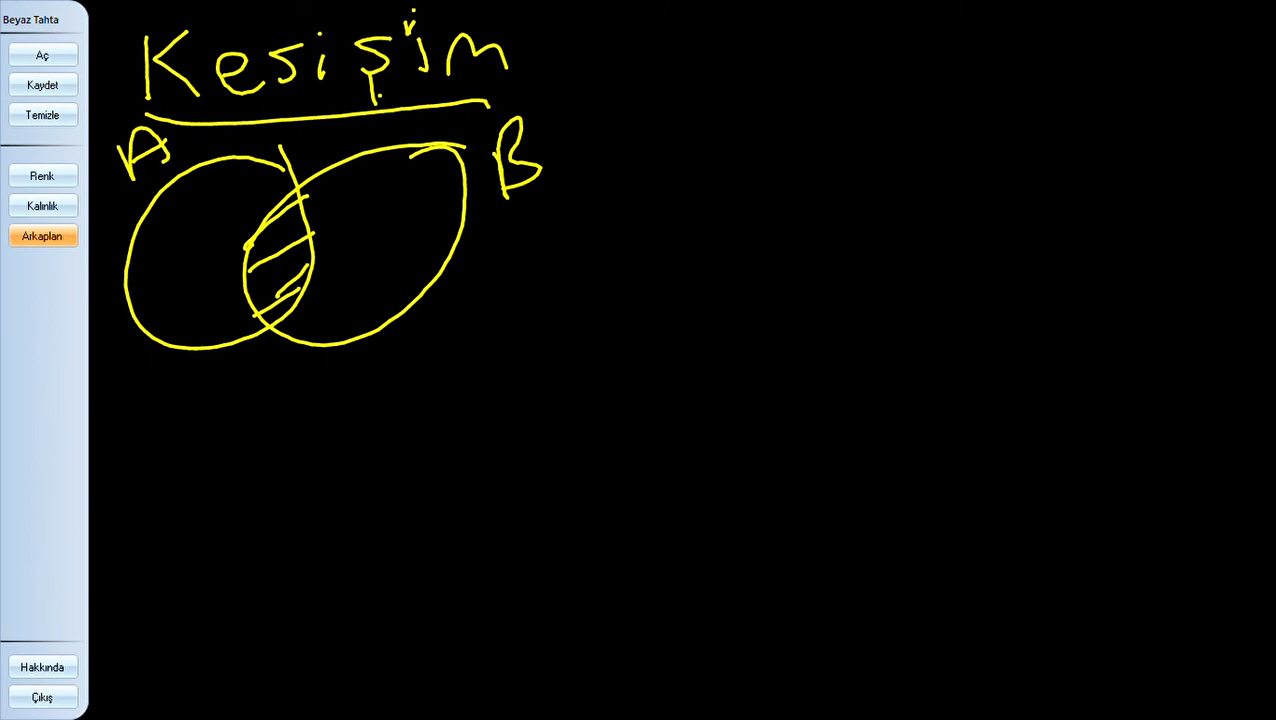 Beyaz Tahta
Aç
Kaydet
Temizle
Renk
Kalınlık
Arkaplan
Hakkında
Çıkış
Kesişim
A
B